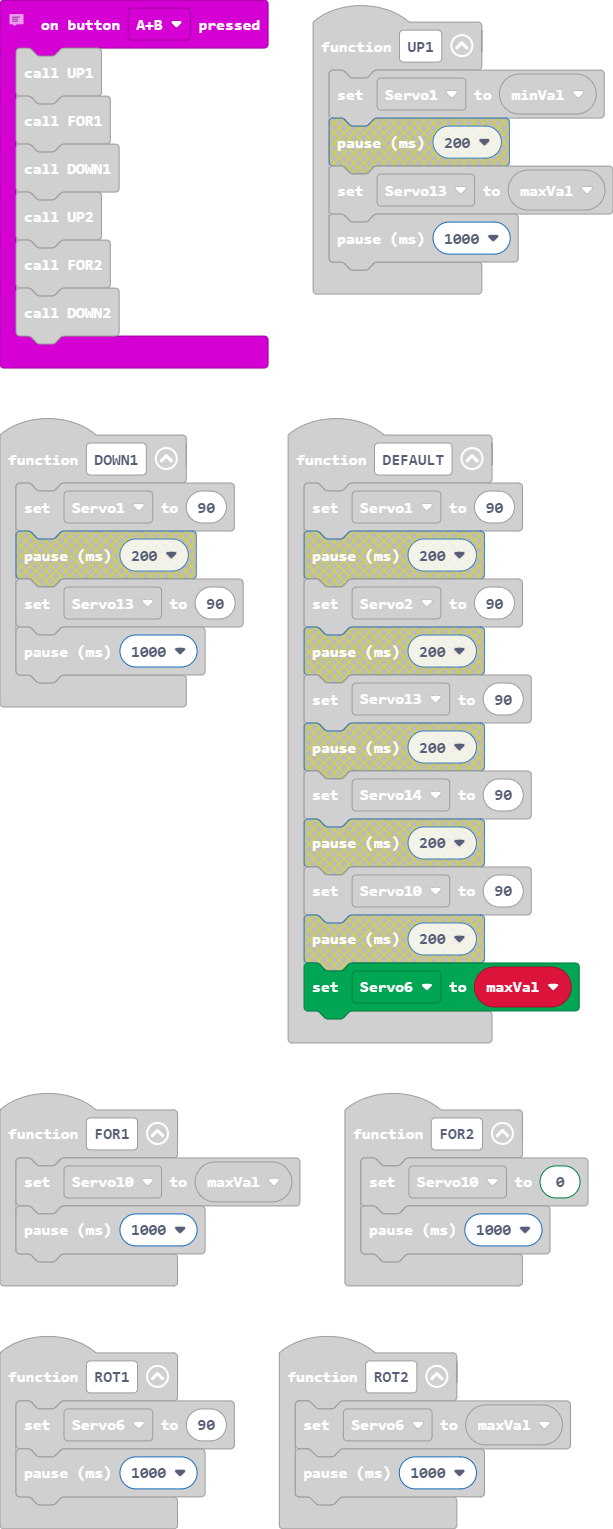 on button A+B pressed
call UP1
call FOR1
call DOWN1
call UP2
call FOR2
call DOWN2
function UP1
set Servo1 to minVal
pause (ms) 200
set Servo13 to maxVal
pause (ms) 1000
function DOWN1
set Servo1 to 90
pause (ms) 200
set Servo13 to 90
pause (ms) 1000
function DEFAULT
set Servo1 to 90
pause (ms) 200
set Servo2 to 90
pause (ms) 200
set Servo13 to 90
pause (ms) 200
set Servo14 to 90
pause (ms) 200
set Servo10 to 90
pause (ms) 200
set Servo6 to maxVal
function FOR1
set Servo10 to maxVal
pause (ms) 1000
function FOR2
set Servo10 to 0
pause (ms) 1000
function ROT1
set Servo6 to 90
pause (ms) 1000
function ROT2
set Servo6 to maxVal
pause (ms) 1000